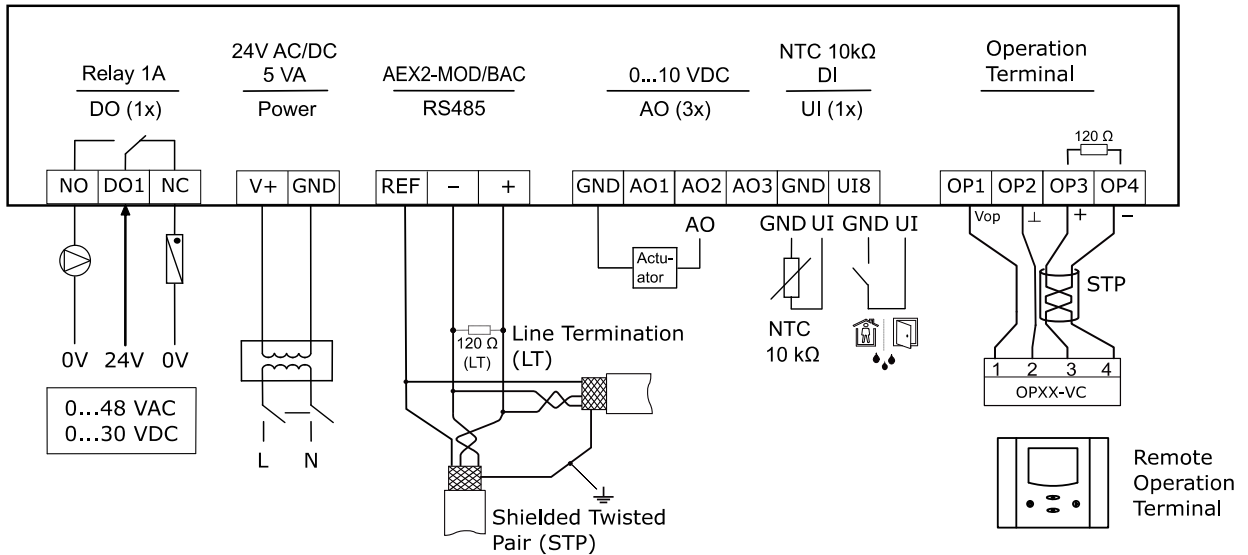 Relay 1A
DO (1x)
24V AC/DC
5 VA
Power
AEX2-MOD/BAC
RS485
0...10 VDC
AO (3x)
NTC 10kΩ
DI
UI (1x)
Operation
Terminal
120 Ω
NO DO1 NC
V+ GND
REF − +
GND AO1 AO2 AO3 GND UI8
OP1 OP2 OP3 OP4
Vop ⊥ + −
AO
GND UI GND UI
Actu-
ator
STP
0V 24V 0V
0...48 VAC
0...30 VDC
L N
120 Ω
(LT)
Line Termination
(LT)
NTC
10 kΩ
1 2 3 4
OPXX-VC
Shielded Twisted
Pair (STP)
Remote
Operation
Terminal